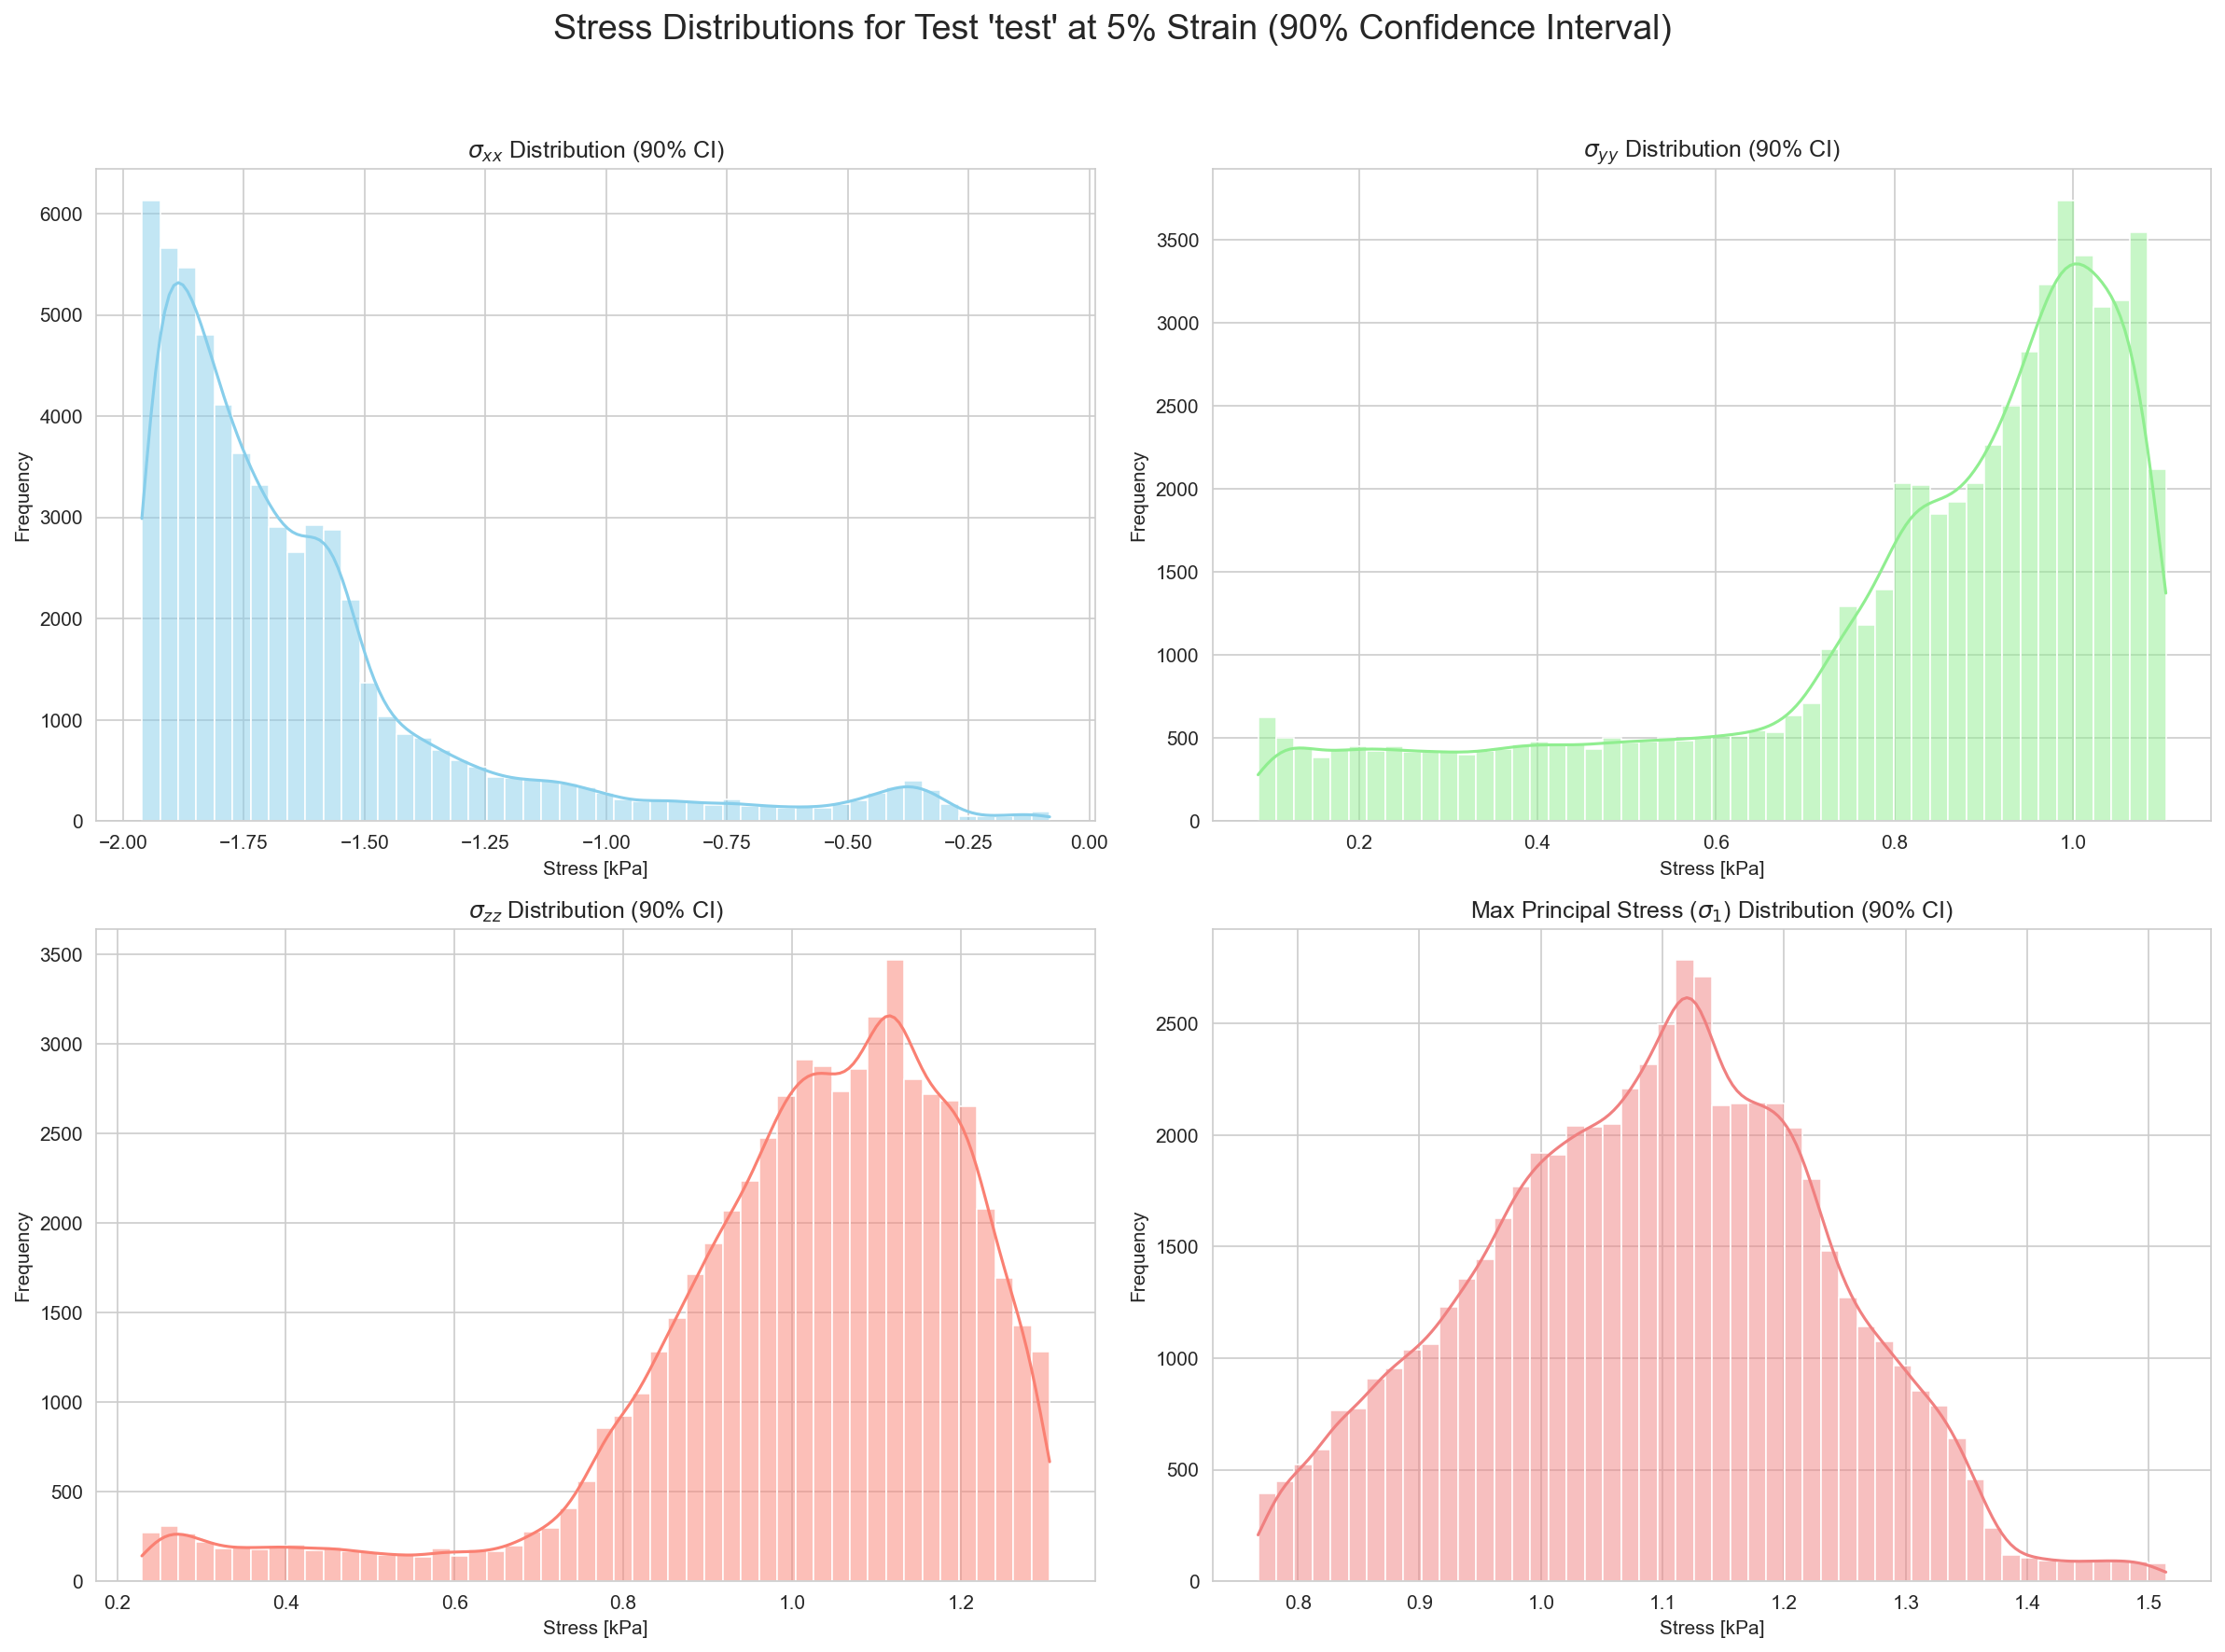 Stress Distributions for Test 'test' at 5% Strain (90% Confidence Interval)
σxx Distribution (90% CI)
Frequency
6000
5000
4000
3000
2000
1000
0
−2.00 −1.75 −1.50 −1.25 −1.00 −0.75 −0.50 −0.25 0.00
Stress [kPa]
σyy Distribution (90% CI)
Frequency
3500
3000
2500
2000
1500
1000
500
0
0.2 0.4 0.6 0.8 1.0
Stress [kPa]
σzz Distribution (90% CI)
Frequency
3500
3000
2500
2000
1500
1000
500
0
0.2 0.4 0.6 0.8 1.0 1.2
Stress [kPa]
Max Principal Stress (σ1) Distribution (90% CI)
Frequency
2500
2000
1500
1000
500
0
0.8 0.9 1.0 1.1 1.2 1.3 1.4 1.5
Stress [kPa]